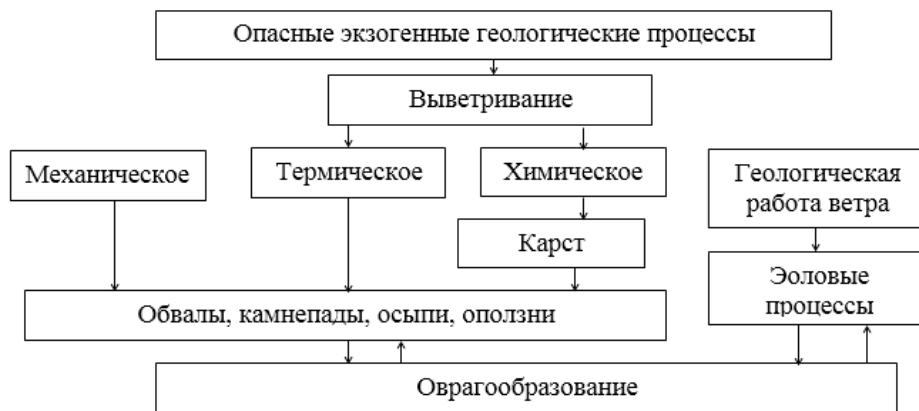 Опасные экзогенные геологические процессы
Выветривание
Механическое
Термическое
Химическое
Геологическая
работа ветра
Карст
Эоловые
процессы
Обвалы, камнепады, осыпи, оползни
Оврагообразование